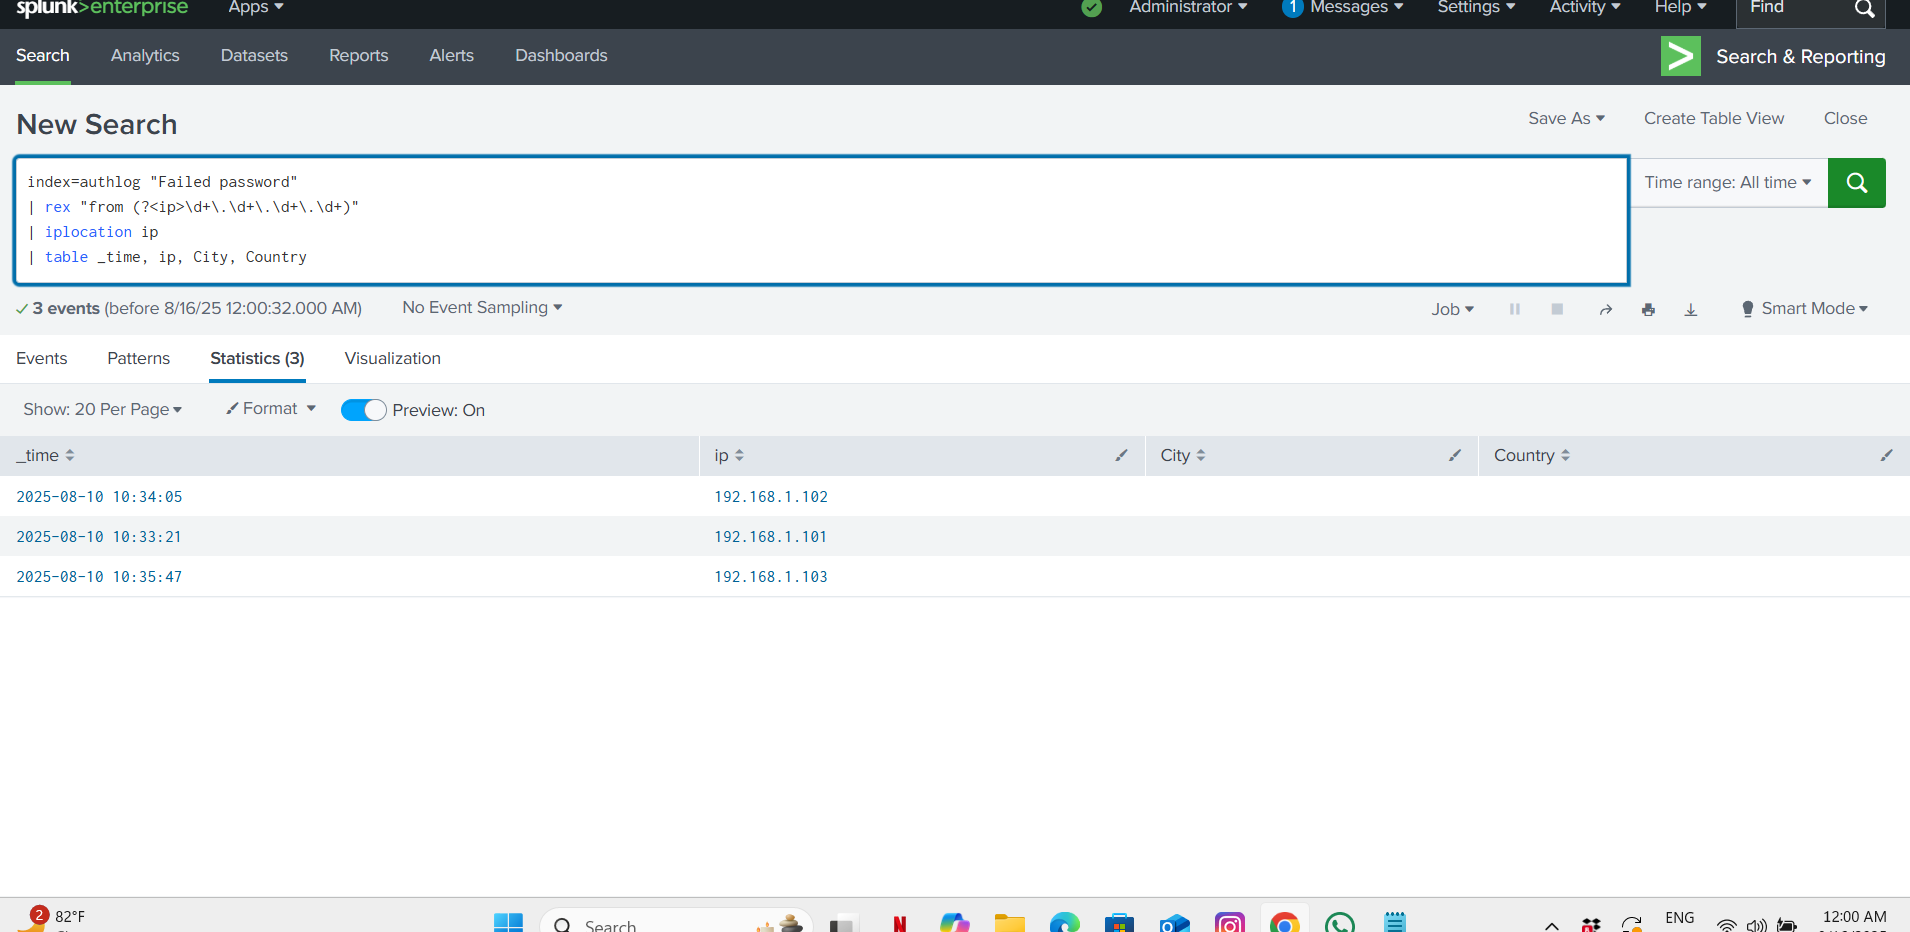 splunk>enterprise
Apps
Administrator
1
Messages
Settings
Activity
Help
Find
Search
Analytics
Datasets
Reports
Alerts
Dashboards
Search & Reporting
New Search
Save As
Create Table View
Close
index=authlog "Failed password"
| rex "from (?<ip>\d+\.\d+\.\d+\.\d+)"
| iplocation ip
| table _time, ip, City, Country
Time range: All time
3 events (before 8/16/25 12:00:32.000 AM)
No Event Sampling
Job
Smart Mode
Events
Patterns
Statistics (3)
Visualization
Show: 20 Per Page
Format
Preview: On
_time
ip
City
Country
2025-08-10 10:34:05
192.168.1.102
2025-08-10 10:33:21
192.168.1.101
2025-08-10 10:35:47
192.168.1.103
2
82°F
Search
N
ENG
12:00 AM